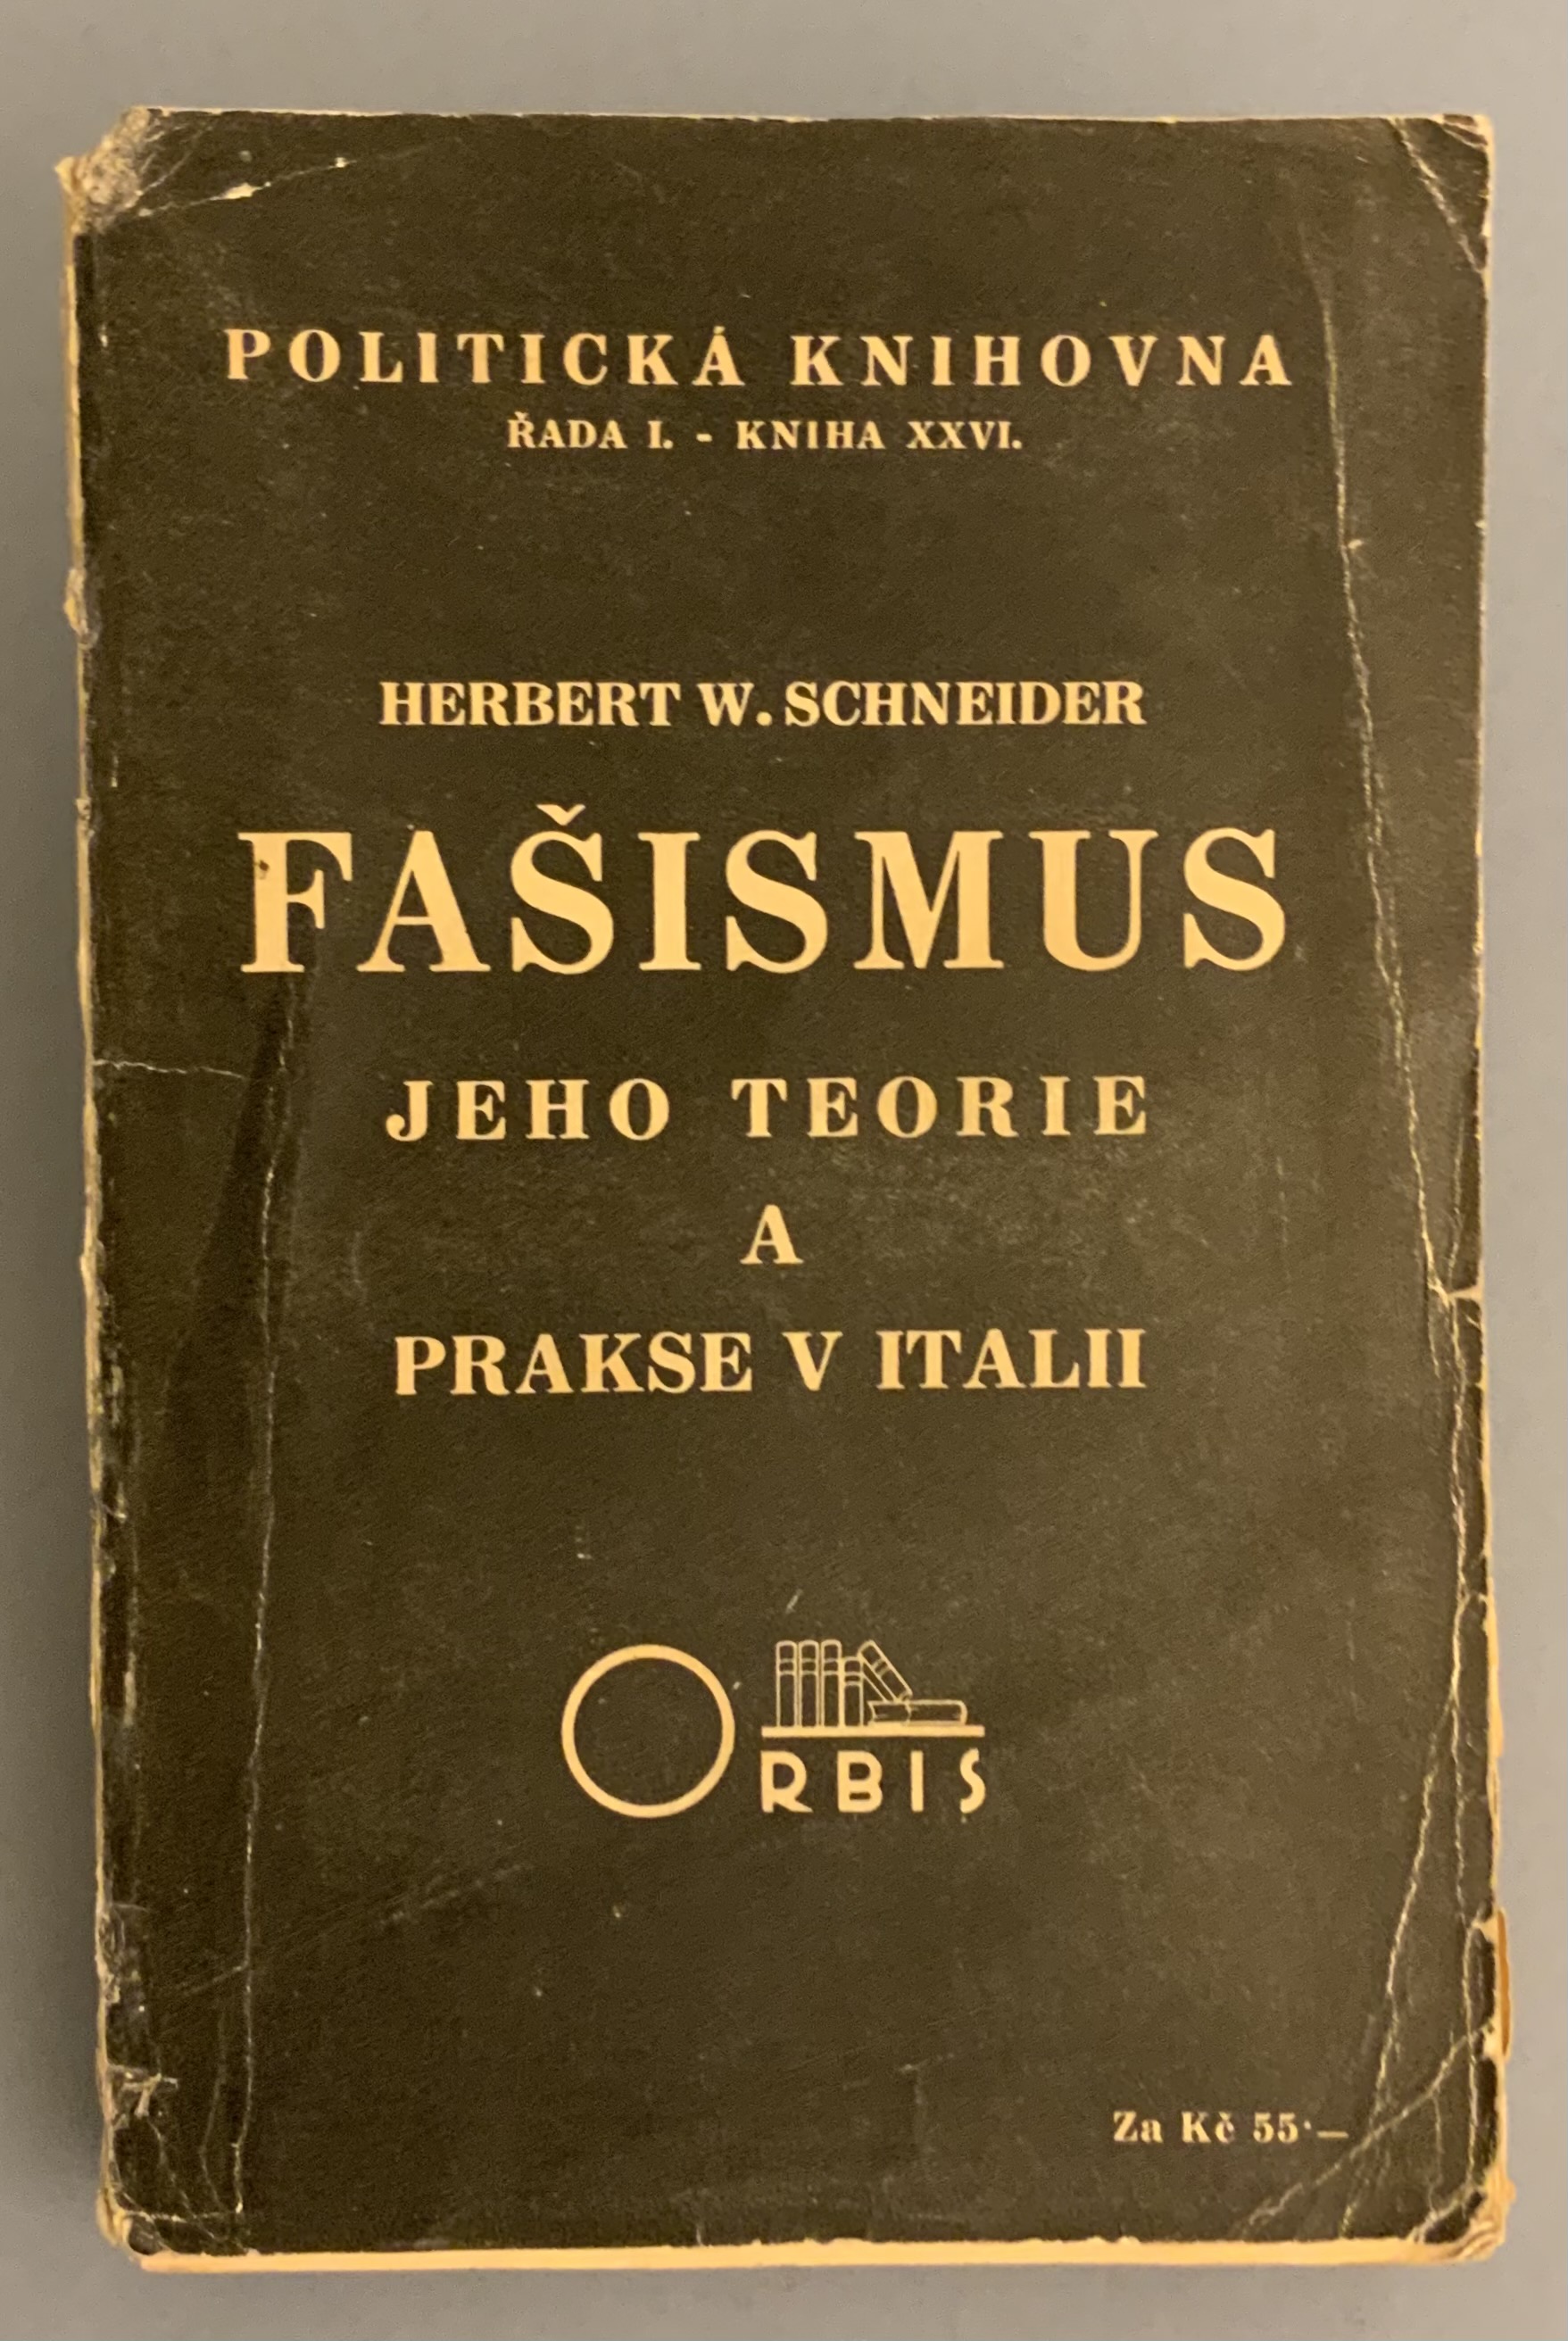 POLITICKÁ KNIHOVNA
ŘADA I. - KNIHA XXVI.
HERBERT W. SCHNEIDER
FAŠISMUS
JEHO TEORIE
A
PRAKSE V ITALII
ORBIS
Za Kč 55·—